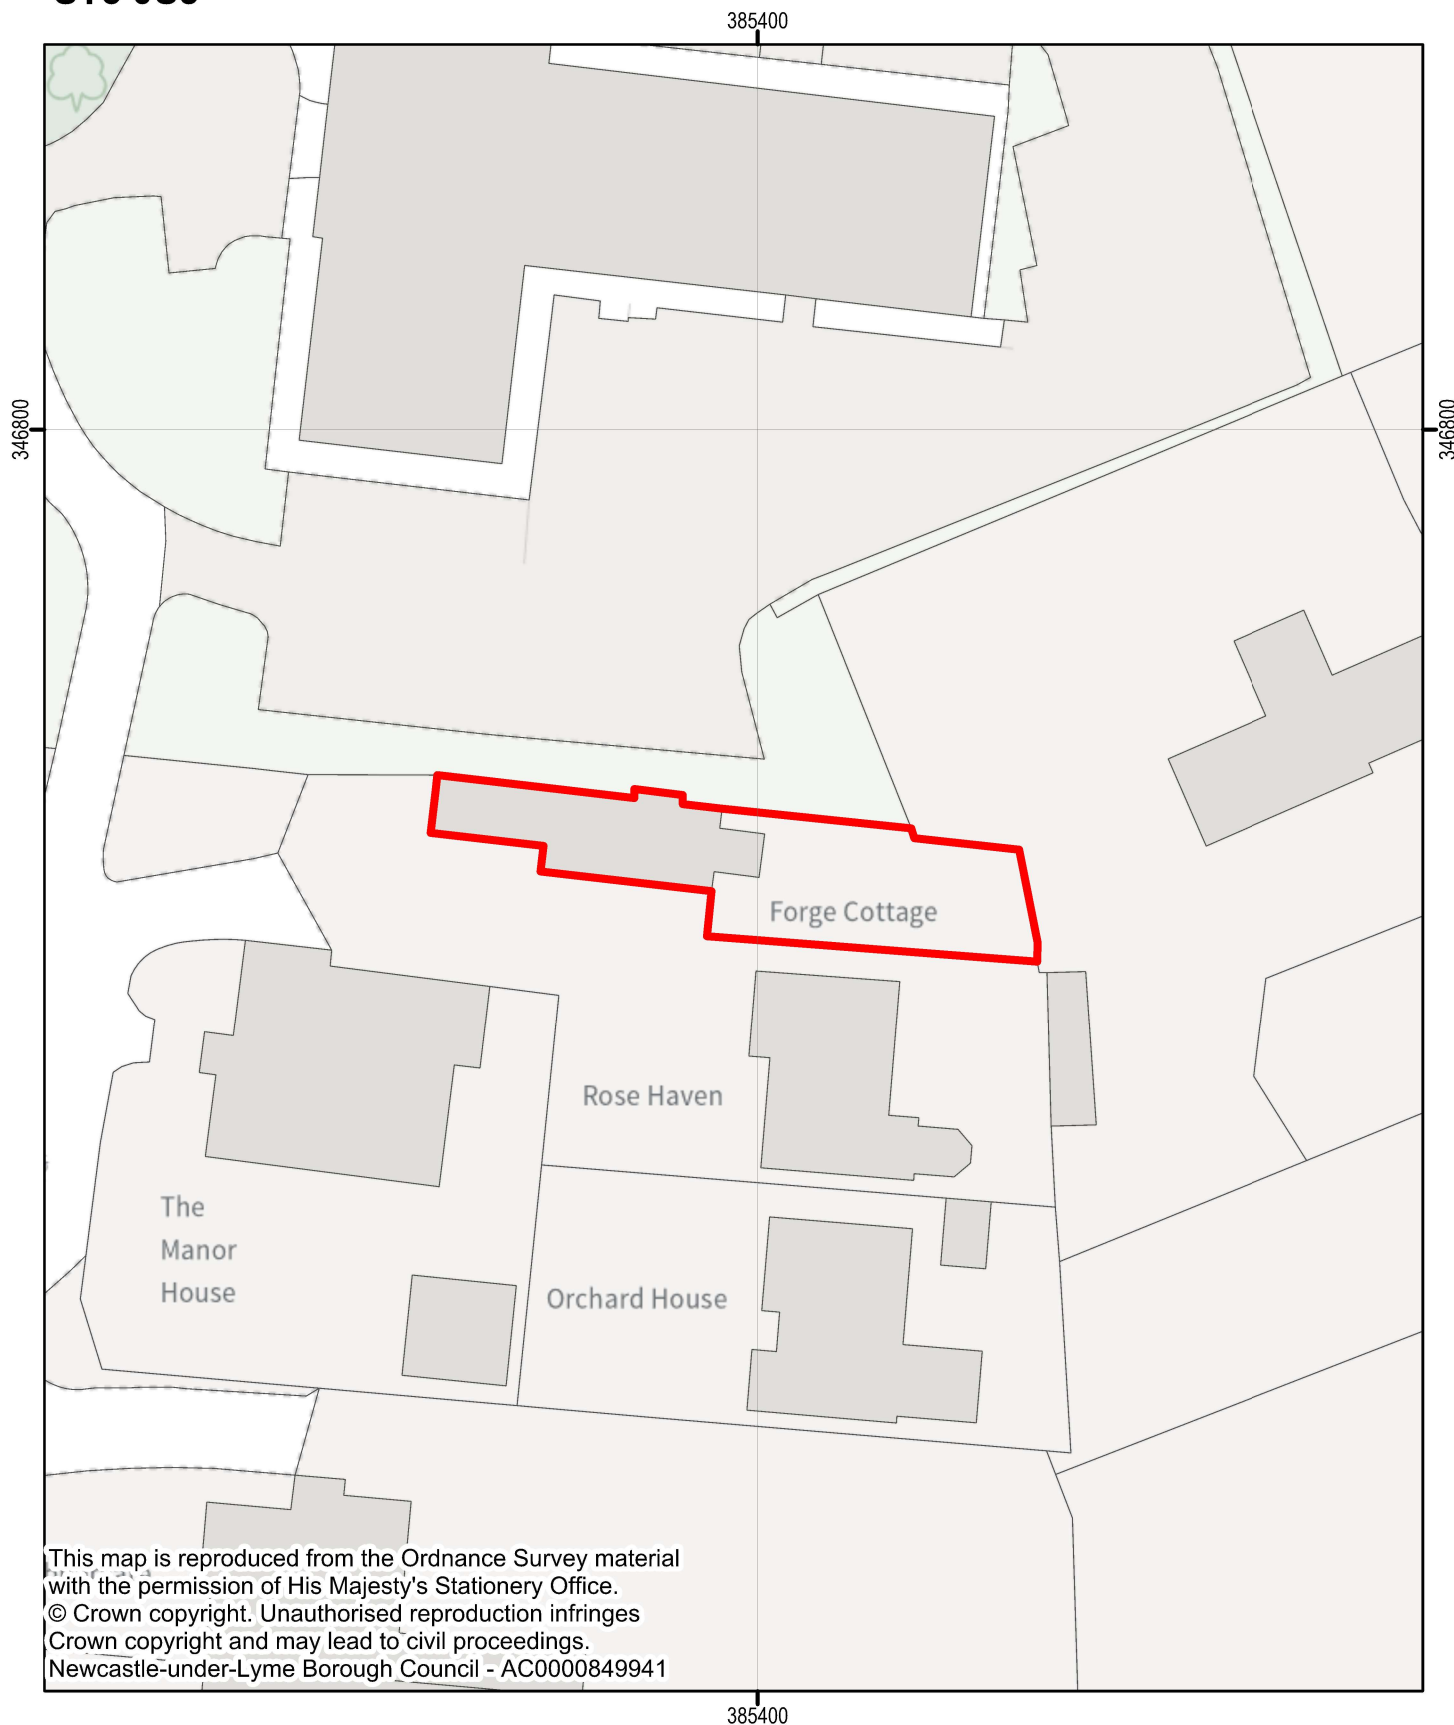 385400
346800
346800
Forge Cottage
Rose Haven
The
Manor
House
Orchard House
This map is reproduced from the Ordnance Survey material
with the permission of His Majesty's Stationery Office.
© Crown copyright. Unauthorised reproduction infringes
Crown copyright and may lead to civil proceedings.
Newcastle-under-Lyme Borough Council - AC0000849941
385400